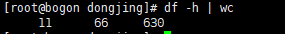 [root@bogon dongjing]# df -h | wc
     11      66     630